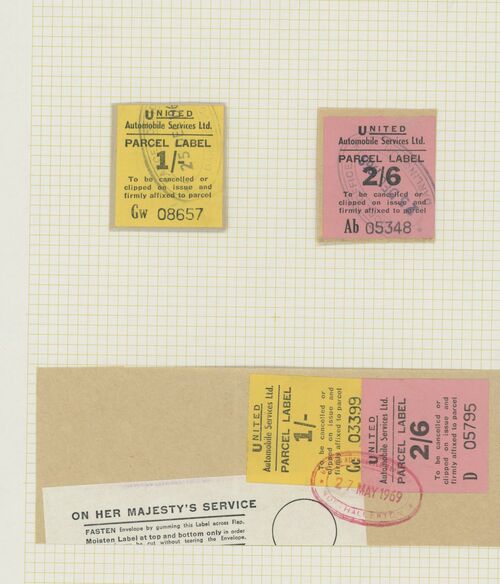 UNITED
Automobile Services Ltd.
PARCEL LABEL
1/-
To be cancelled or
clipped on issue and
firmly affixed to parcel
Gw 08657
UNITED
Automobile Services Ltd.
PARCEL LABEL
2/6
To be cancelled or
clipped on issue and
firmly affixed to parcel
Ab 05348
UNITED
Automobile Services Ltd.
PARCEL LABEL
1/-
To be cancelled or
clipped on issue and
firmly affixed to parcel
Gc 03399
UNITED
Automobile Services Ltd.
PARCEL LABEL
2/6
To be cancelled or
clipped on issue and
firmly affixed to parcel
D 05795
27 MAY 1969
ON HER MAJESTY'S SERVICE
FASTEN Envelope by gumming this Label across Flap.
Moisten Label at top and bottom only in order
be cut without tearing the Envelope.